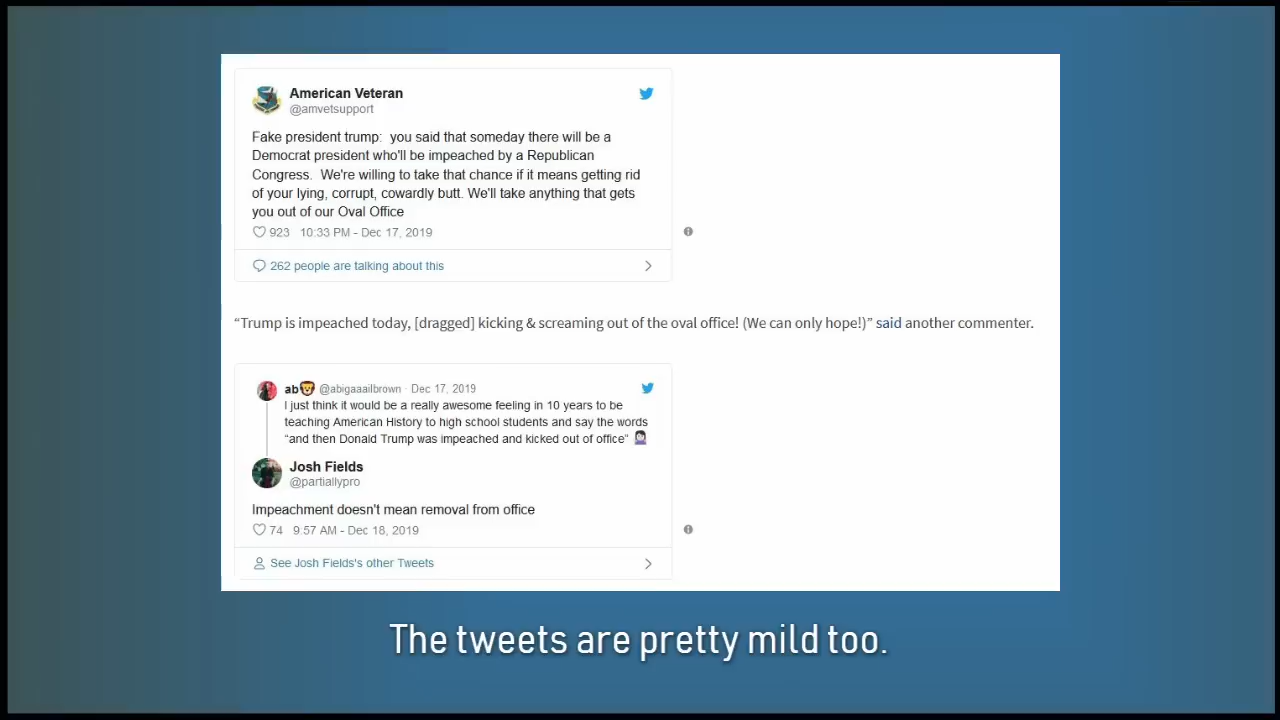 American Veteran
@amvetsupport
Fake president trump:  you said that someday there will be a
Democrat president who'll be impeached by a Republican
Congress.  We're willing to take that chance if it means getting rid
of your lying, corrupt, cowardly butt. We'll take anything that gets
you out of our Oval Office
923 10:33 PM - Dec 17, 2019
262 people are talking about this
“Trump is impeached today, [dragged] kicking & screaming out of the oval office! (We can only hope!)” said another commenter.
ab🦁 @abigaaailbrown · Dec 17, 2019
I just think it would be a really awesome feeling in 10 years to be
teaching American History to high school students and say the words
“and then Donald Trump was impeached and kicked out of office” 🙋🏻‍♀️
Josh Fields
@partiallypro
Impeachment doesn't mean removal from office
74 9:57 AM - Dec 18, 2019
See Josh Fields's other Tweets
The tweets are pretty mild too.